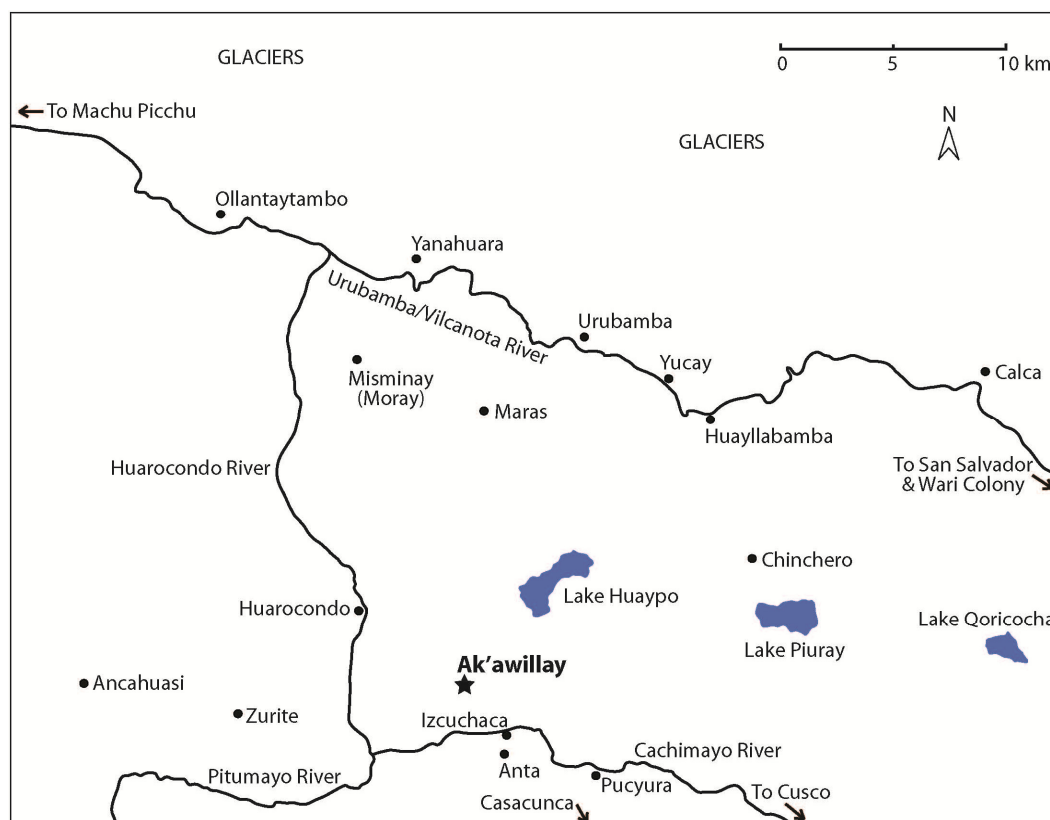 GLACIERS
0 5 10 km
To Machu Picchu
N
GLACIERS
Ollantaytambo
Yanahuara
Urubamba/Vilcanota River
Urubamba
Yucay
Calca
Misminay
(Moray)
Maras
Huayllabamba
Huarocondo River
To San Salvador
& Wari Colony
Chinchero
Lake Huaypo
Huarocondo
Lake Qoricocha
Lake Piuray
Ak'awillay
Ancahuasi
Zurite
Izcuchaca
Cachimayo River
Anta
Pitumayo River
Pucyura
To Cusco
Casacunca